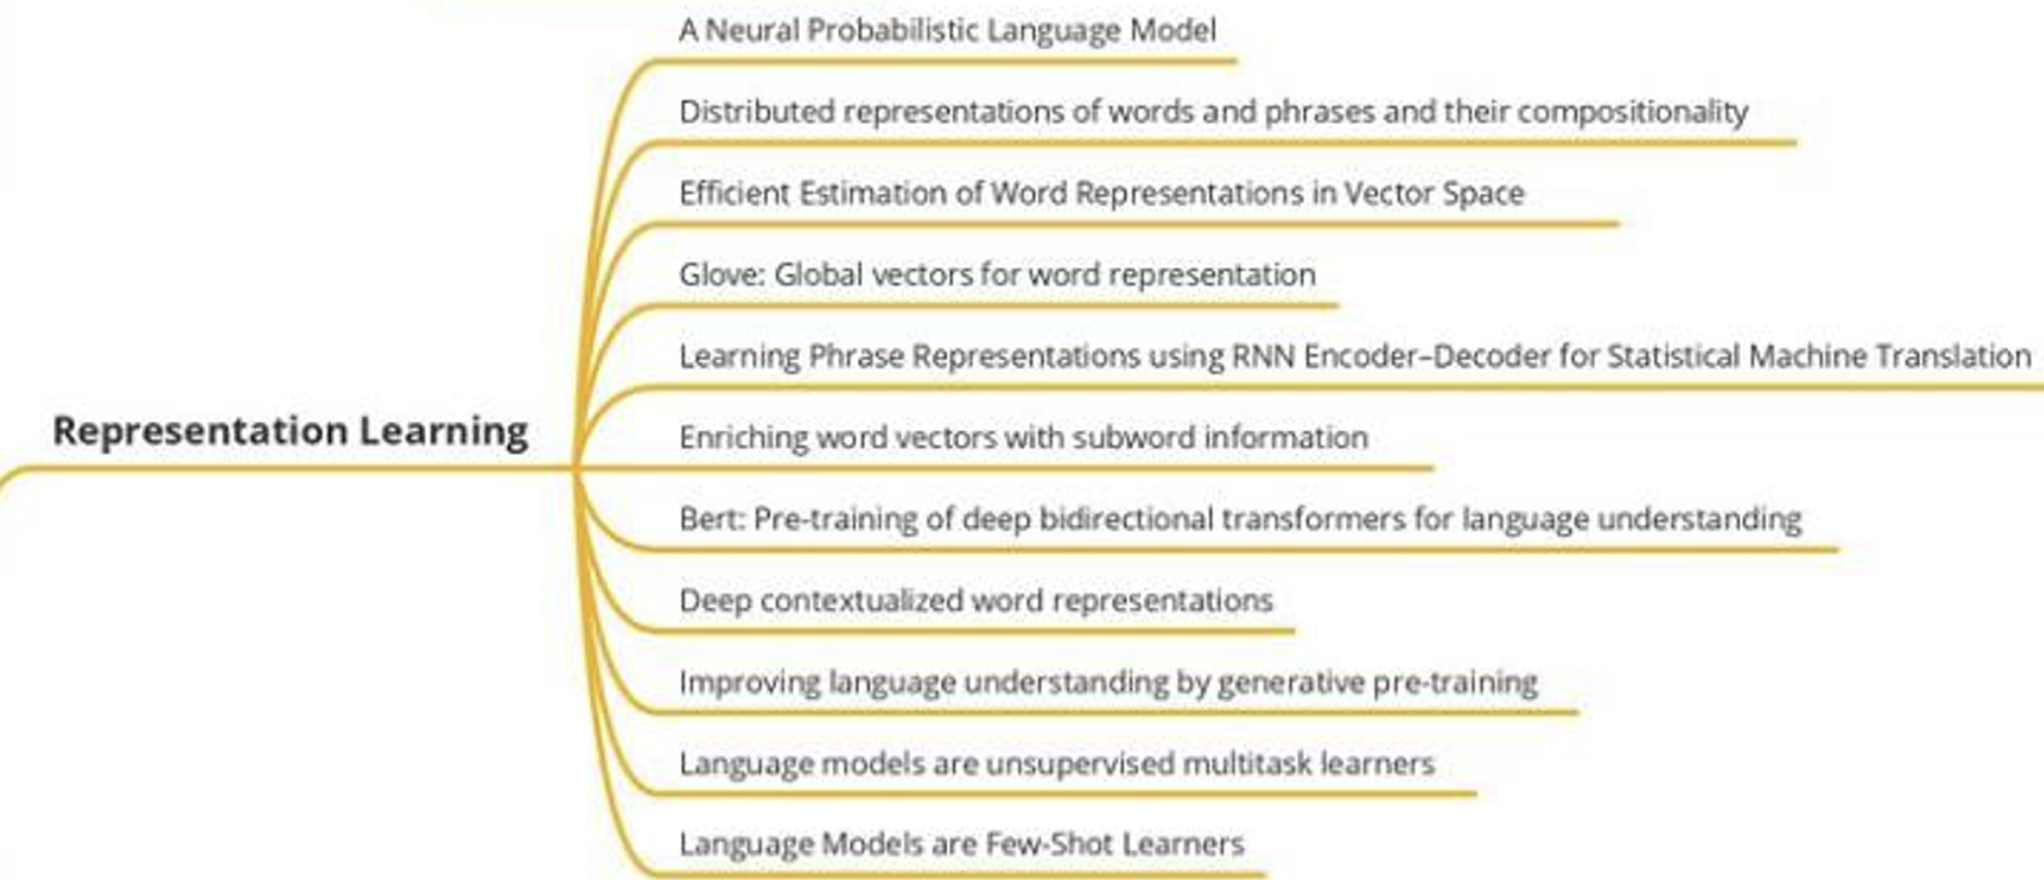 A Neural Probabilistic Language Model
Distributed representations of words and phrases and their compositionality
Efficient Estimation of Word Representations in Vector Space
Glove: Global vectors for word representation
Learning Phrase Representations using RNN Encoder–Decoder for Statistical Machine Translation
Representation Learning
Enriching word vectors with subword information
Bert: Pre-training of deep bidirectional transformers for language understanding
Deep contextualized word representations
Improving language understanding by generative pre-training
Language models are unsupervised multitask learners
Language Models are Few-Shot Learners